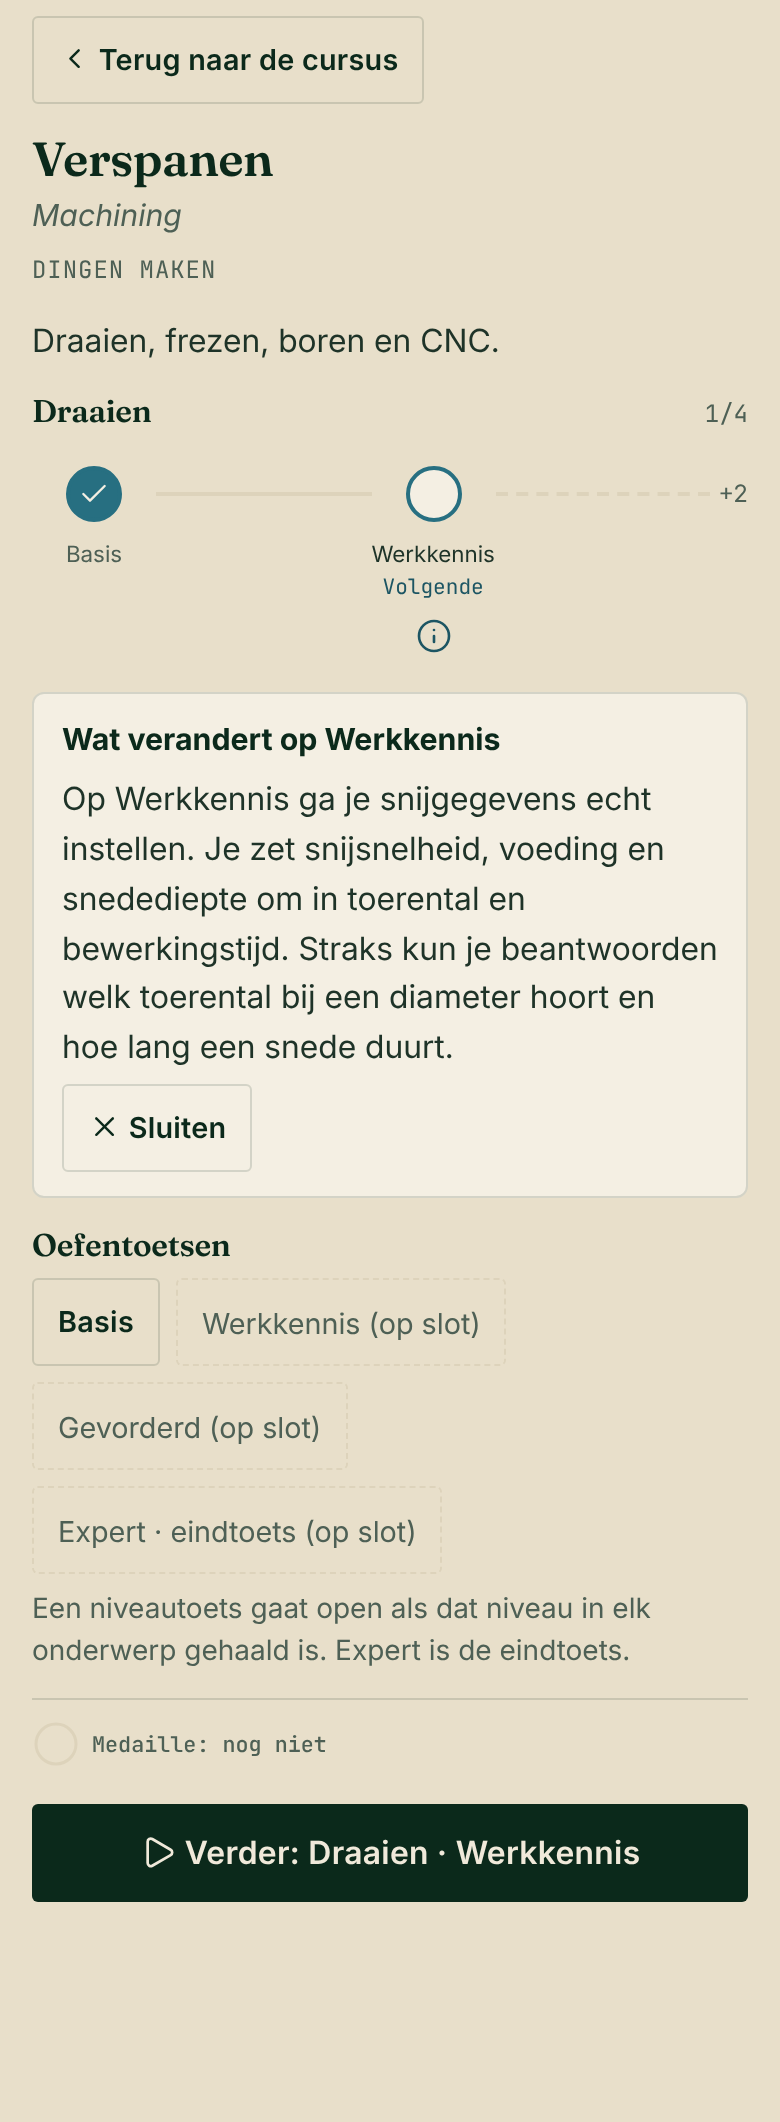 Terug naar de cursus
Verspanen
Machining
DINGEN MAKEN
Draaien, frezen, boren en CNC.
Draaien 1/4
+2
Basis Werkkennis
Volgende
Wat verandert op Werkkennis
Op Werkkennis ga je snijgegevens echt
instellen. Je zet snijsnelheid, voeding en
snedediepte om in toerental en
bewerkingstijd. Straks kun je beantwoorden
welk toerental bij een diameter hoort en
hoe lang een snede duurt.
Sluiten
Oefentoetsen
Basis Werkkennis (op slot)
Gevorderd (op slot)
Expert · eindtoets (op slot)
Een niveautoets gaat open als dat niveau in elk
onderwerp gehaald is. Expert is de eindtoets.
Medaille: nog niet
Verder: Draaien · Werkkennis